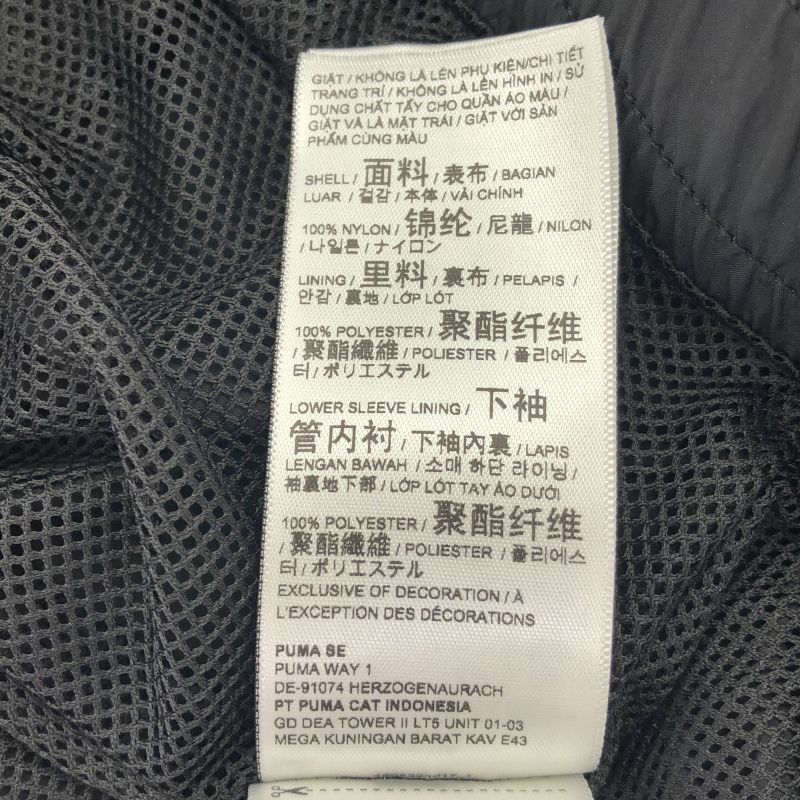 GIẶT / KHÔNG LÀ LÊN PHỤ KIỆN/CHI TIẾT
TRANG TRÍ / KHÔNG LÀ LÊN HÌNH IN / SỬ
DỤNG CHẤT TẨY CHO QUẦN ÁO MÀU /
GIẶT VÀ LÀ MẶT TRÁI / GIẶT VỚI SẢN
PHẨM CÙNG MÀU
SHELL / 面料 / 表布 / BAGIAN
LUAR / 겉감 / 本体 / VẢI CHÍNH
100% NYLON / 锦纶 / 尼龍 / NILON
/ 나일론 / ナイロン
LINING / 里料 / 裏布 / PELAPIS /
안감 / 裏地 / LỚP LÓT
100% POLYESTER / 聚酯纤维
/ 聚酯纖維 / POLIESTER / 폴리에스
터 / ポリエステル
LOWER SLEEVE LINING / 下袖
管内衬 / 下袖內裏 / LAPIS
LENGAN BAWAH / 소매 하단 라이닝 /
袖裏地下部 / LỚP LÓT TAY ÁO DƯỚI
100% POLYESTER / 聚酯纤维
/ 聚酯纖維 / POLIESTER / 폴리에스
터 / ポリエステル
EXCLUSIVE OF DECORATION / À
L'EXCEPTION DES DÉCORATIONS
PUMA SE
PUMA WAY 1
DE-91074 HERZOGENAURACH
PT PUMA CAT INDONESIA
GD DEA TOWER II LT5 UNIT 01-03
MEGA KUNINGAN BARAT KAV E43